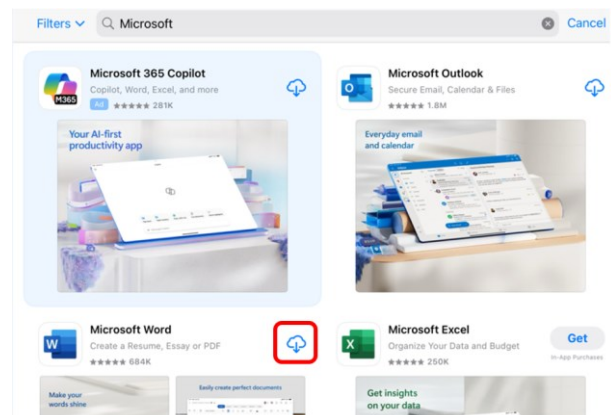 Filters
Microsoft
Cancel
Microsoft 365 Copilot
Copilot, Word, Excel, and more
Ad ★★★★★ 281K
M365
Your AI-first
productivity app
Microsoft Outlook
Secure Email, Calendar & Files
★★★★★ 1.8M
Everyday email
and calendar
Microsoft Word
Create a Resume, Essay or PDF
★★★★★ 684K
W
Make your
words shine
Easily create perfect documents
Microsoft Excel
Organize Your Data and Budget
★★★★★ 250K
X
Get
In-App Purchases
Get insights
on your data